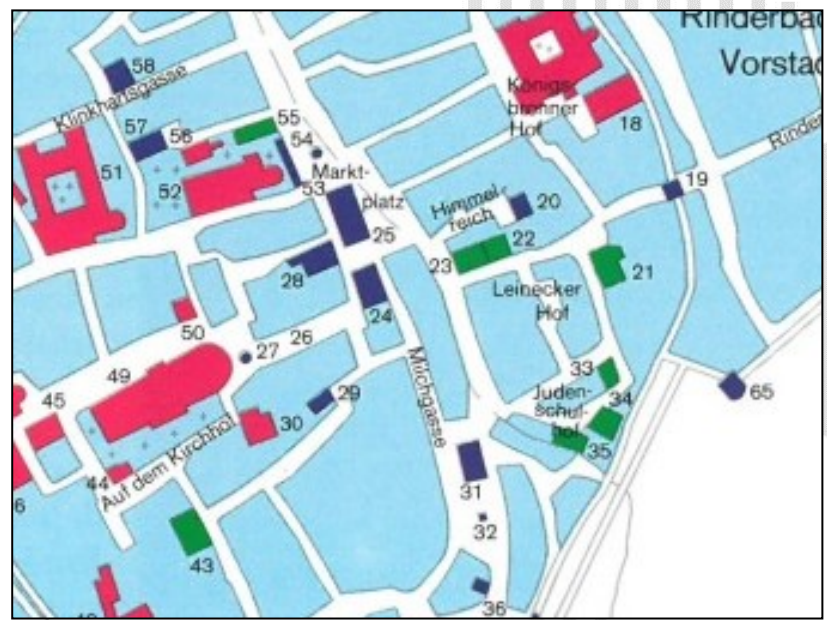 Rinderbac
Vorstad
58
Klinkhartsgasse
Königs-
bronner
Hof
18
55
57
56
54
Rinder
51
52
Markt-
platz
53
19
Himmel-
reich
20
25
22
23
21
28
Leinecker
Hof
24
50
26
27
49
Milchgasse
33
45
29
Juden-
schul-
hof
34
65
30
35
Auf dem Kirchhof
44
31
6
32
43
36